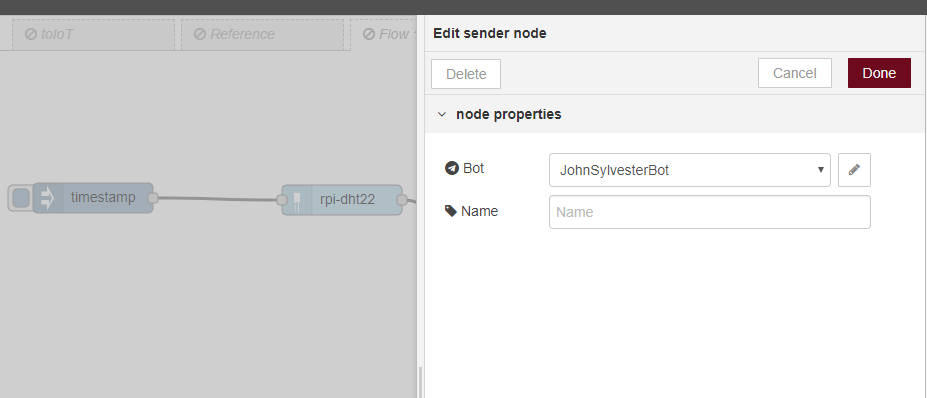 toIoT
Reference
Flow
Edit sender node
Delete
Cancel
Done
node properties
Bot
JohnSylvesterBot
Name
Name
timestamp
rpi-dht22